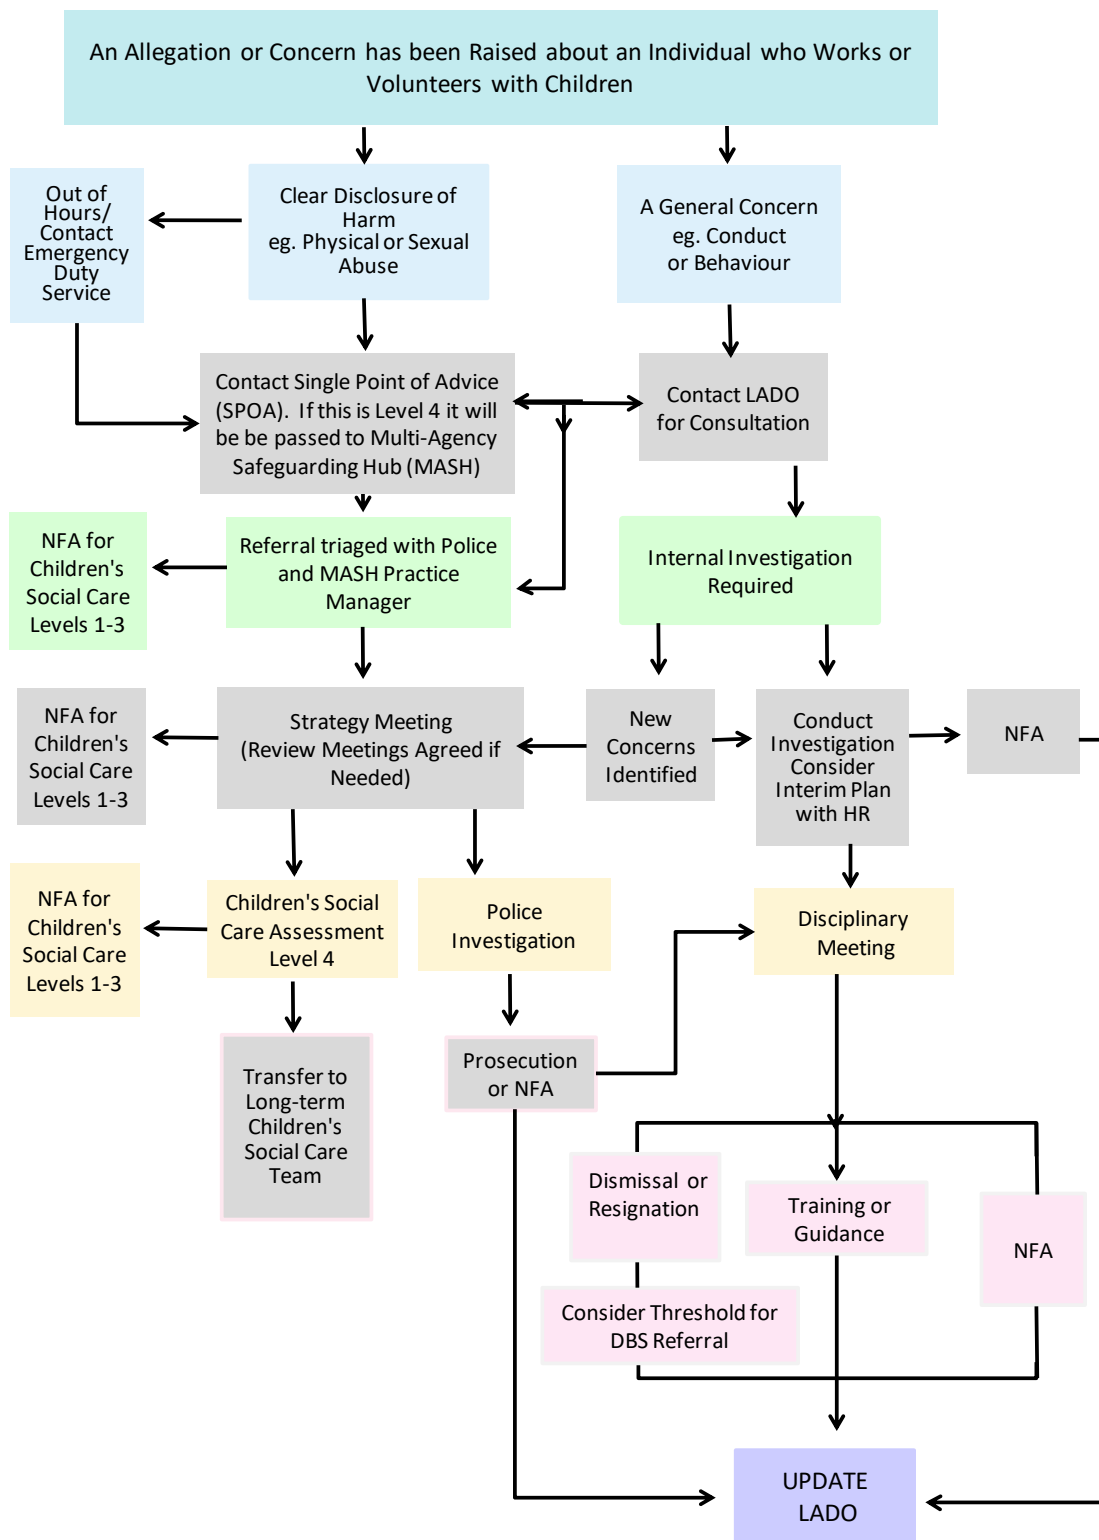 An Allegation or Concern has been Raised about an Individual who Works or
Volunteers with Children
Out of
Hours/
Contact
Emergency
Duty
Service
Clear Disclosure of
Harm
eg. Physical or Sexual
Abuse
A General Concern
eg. Conduct
or Behaviour
Contact Single Point of Advice
(SPOA). If this is Level 4 it will
be be passed to Multi-Agency
Safeguarding Hub (MASH)
Contact LADO
for Consultation
NFA for
Children's
Social Care
Levels 1-3
Referral triaged with Police
and MASH Practice
Manager
Internal Investigation
Required
NFA for
Children's
Social Care
Levels 1-3
Strategy Meeting
(Review Meetings Agreed if
Needed)
New
Concerns
Identified
Conduct
Investigation
Consider
Interim Plan
with HR
NFA
NFA for
Children's
Social Care
Levels 1-3
Children's Social
Care Assessment
Level 4
Police
Investigation
Disciplinary
Meeting
Transfer to
Long-term
Children's
Social Care
Team
Prosecution
or NFA
Dismissal or
Resignation
Training or
Guidance
NFA
Consider Threshold for
DBS Referral
UPDATE
LADO